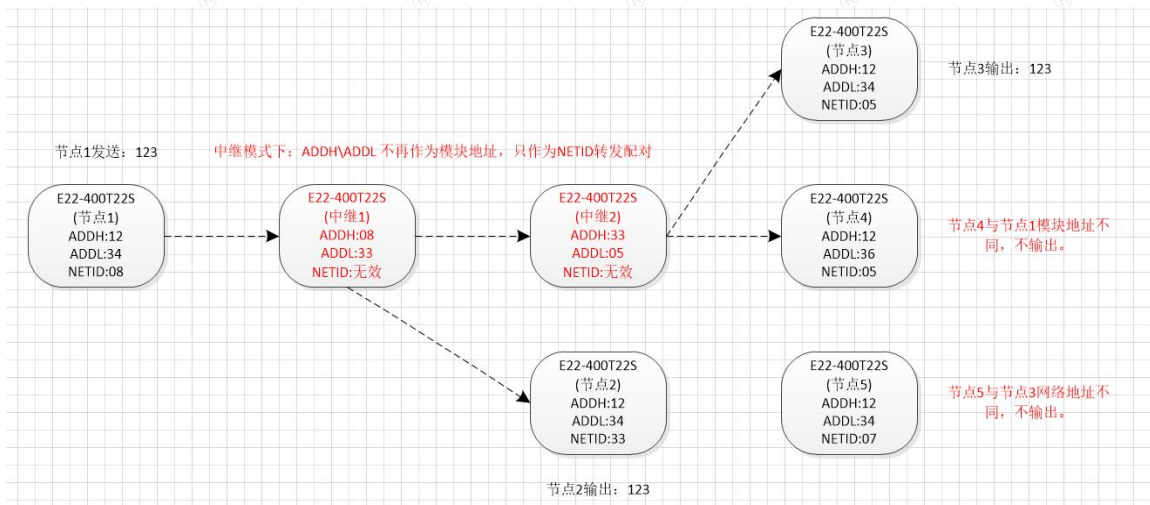 E22-400T22S
(节点3)
ADDH:12
ADDL:34
NETID:05
节点3输出：123
节点1发送：123
中继模式下：ADDH\ADDL 不再作为模块地址，只作为NETID转发配对
E22-400T22S
(节点1)
ADDH:12
ADDL:34
NETID:08
E22-400T22S
(中继1)
ADDH:08
ADDL:33
NETID:无效
E22-400T22S
(中继2)
ADDH:33
ADDL:05
NETID:无效
E22-400T22S
(节点4)
ADDH:12
ADDL:36
NETID:05
节点4与节点1模块地址不
同，不输出。
E22-400T22S
(节点2)
ADDH:12
ADDL:34
NETID:33
E22-400T22S
(节点5)
ADDH:12
ADDL:34
NETID:07
节点5与节点3网络地址不
同，不输出。
节点2输出：123